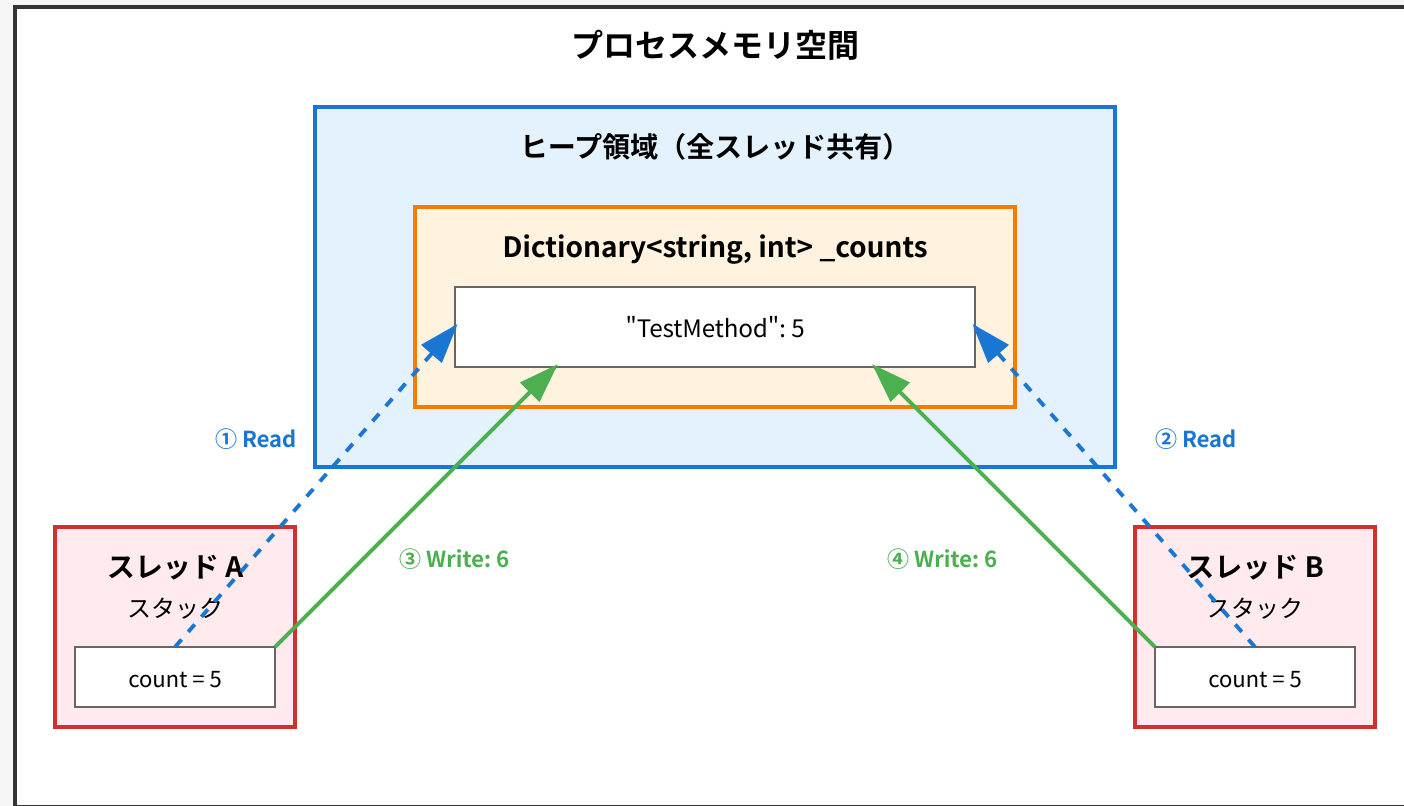 プロセスメモリ空間
ヒープ領域（全スレッド共有）
Dictionary<string, int> _counts
"TestMethod": 5
① Read
② Read
③ Write: 6
④ Write: 6
スレッド A
スタック
count = 5
スレッド B
スタック
count = 5